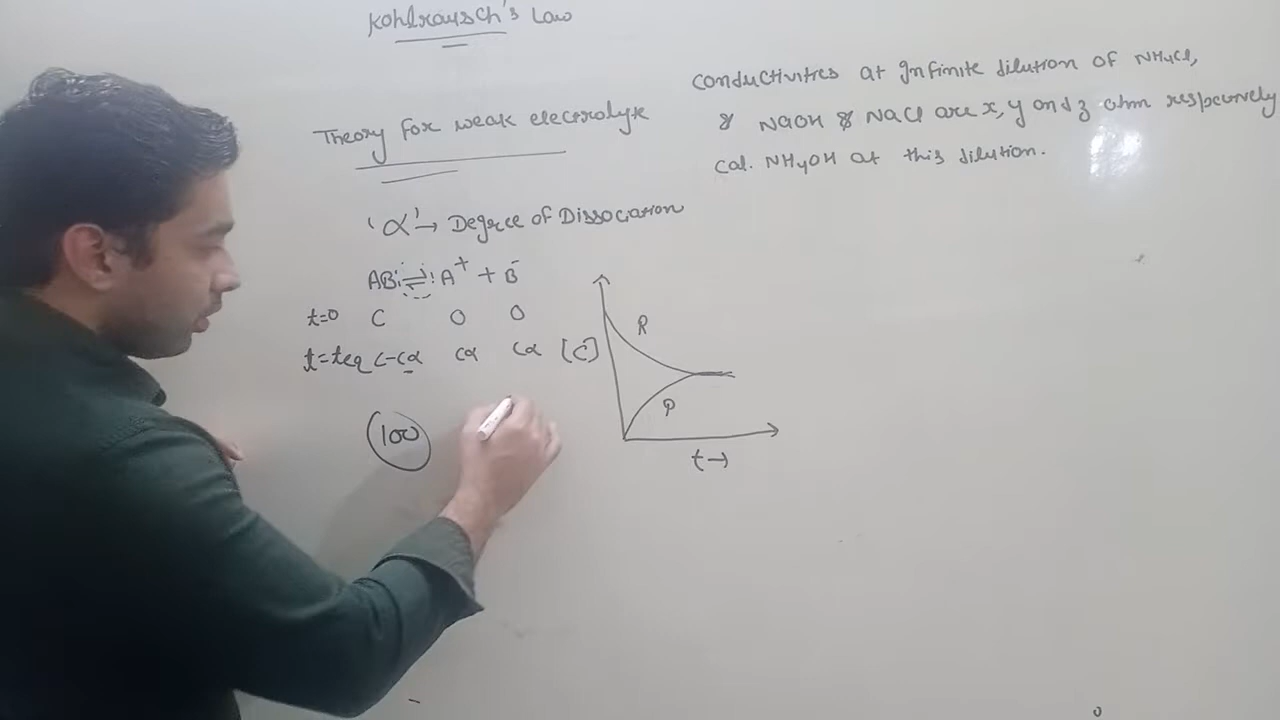 Kohlrausch's Law
Theory for weak electrolyte
'α' → Degree of Dissociation
AB ⇌ A⁺ + B⁻
t=0 C 0 0
t=teq C-Cα Cα Cα
100
[C]
R
P
t →
Conductivities at Infinite dilution of NH4Cl,
& NaOH & NaCl are x, y and z ohm respectively
Cal. NH4OH at this dilution.